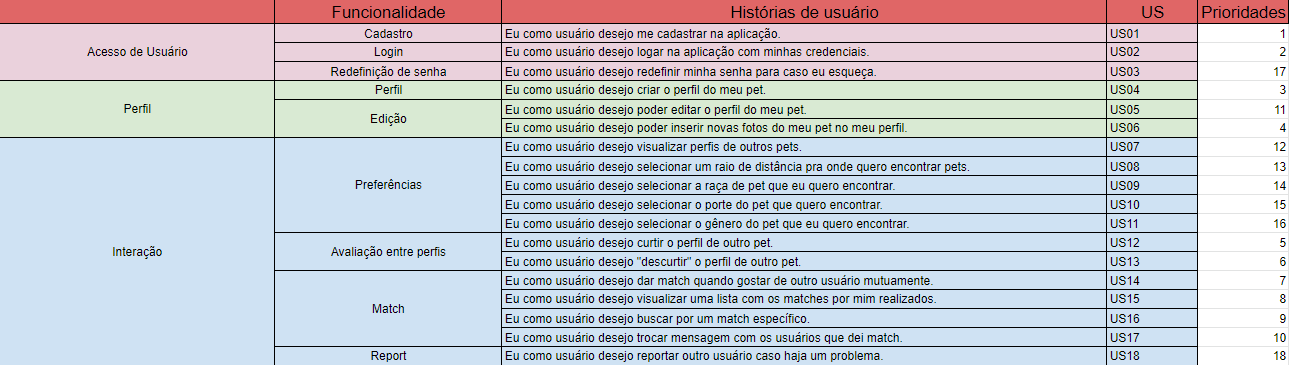 Funcionalidade Histórias de usuário US Prioridades
Acesso de Usuário
Cadastro Eu como usuário desejo me cadastrar na aplicação. US01 1
Login Eu como usuário desejo logar na aplicação com minhas credenciais. US02 2
Redefinição de senha Eu como usuário desejo redefinir minha senha para caso eu esqueça. US03 17
Perfil
Perfil Eu como usuário desejo criar o perfil do meu pet. US04 3
Edição
Eu como usuário desejo poder editar o perfil do meu pet. US05 11
Eu como usuário desejo poder inserir novas fotos do meu pet no meu perfil. US06 4
Interação
Preferências
Eu como usuário desejo visualizar perfis de outros pets. US07 12
Eu como usuário desejo selecionar um raio de distância pra onde quero encontrar pets. US08 13
Eu como usuário desejo selecionar a raça de pet que eu quero encontrar. US09 14
Eu como usuário desejo selecionar o porte do pet que quero encontrar. US10 15
Eu como usuário desejo selecionar o gênero do pet que eu quero encontrar. US11 16
Avaliação entre perfis
Eu como usuário desejo curtir o perfil de outro pet. US12 5
Eu como usuário desejo "descurtir" o perfil de outro pet. US13 6
Match
Eu como usuário desejo dar match quando gostar de outro usuário mutuamente. US14 7
Eu como usuário desejo visualizar uma lista com os matches por mim realizados. US15 8
Eu como usuário desejo buscar por um match específico. US16 9
Eu como usuário desejo trocar mensagem com os usuários que dei match. US17 10
Report Eu como usuário desejo reportar outro usuário caso haja um problema. US18 18